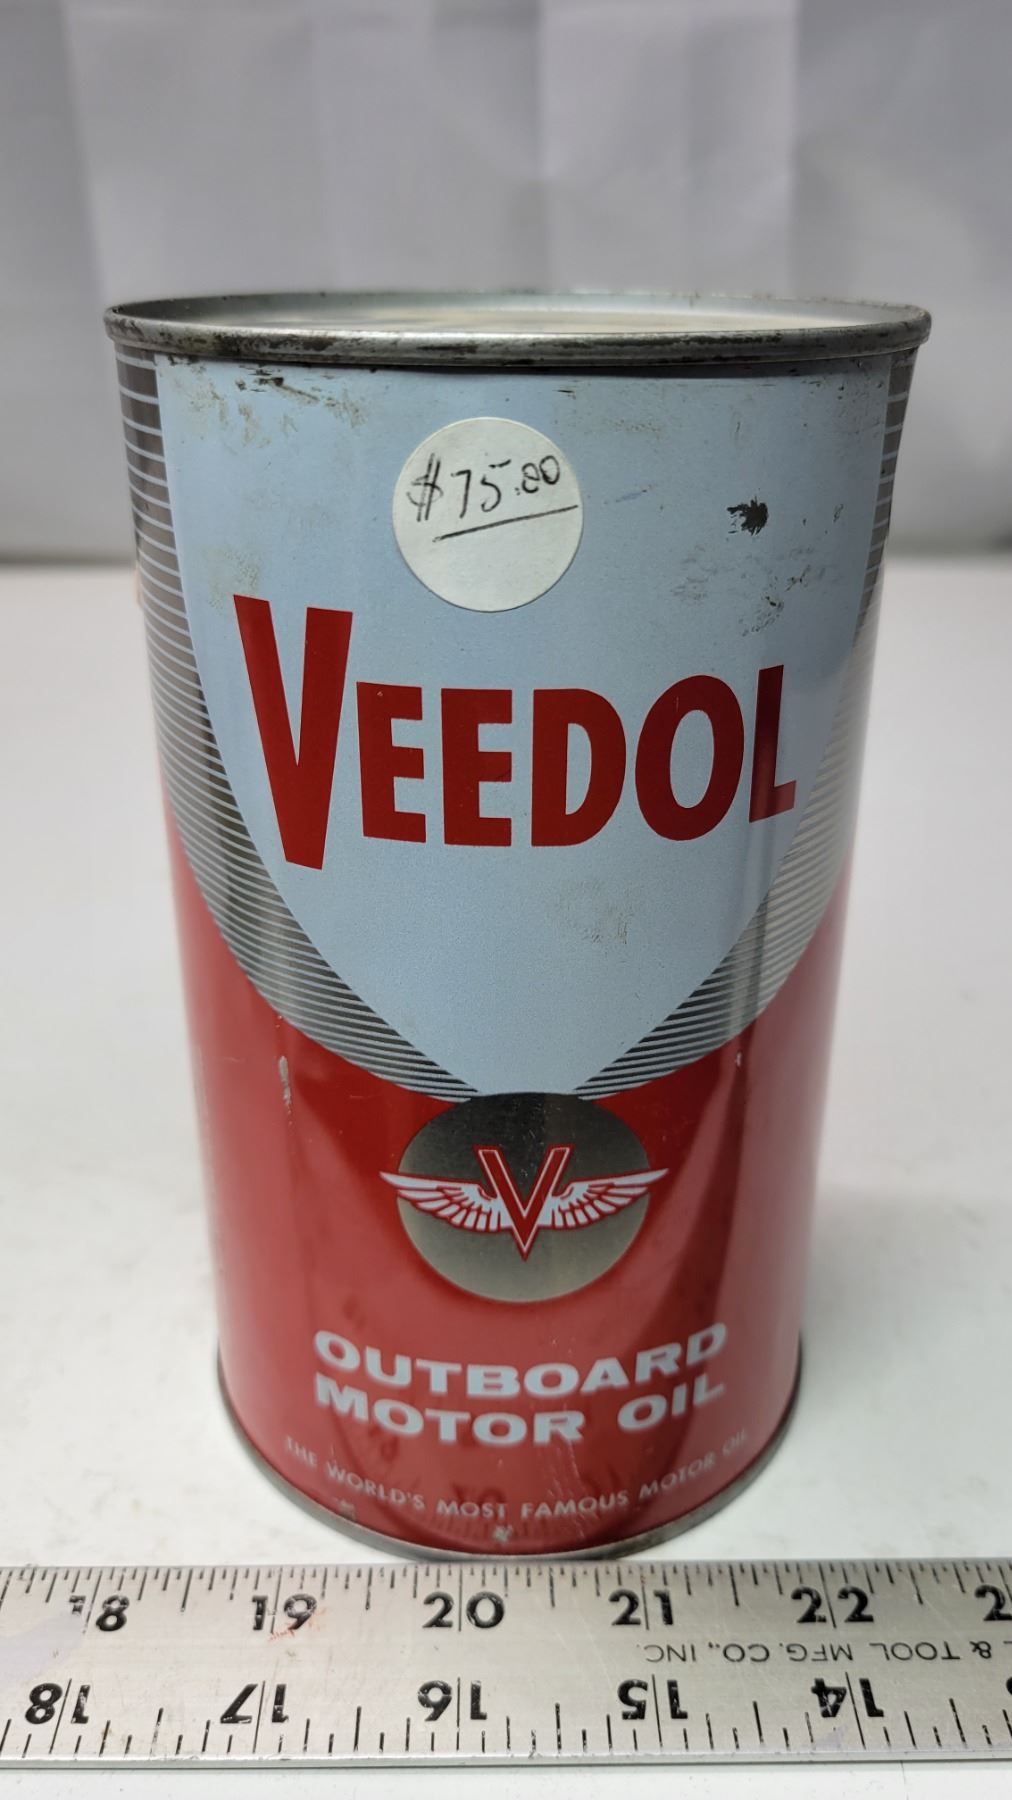 $75.00
VEEDOL
V
OUTBOARD
MOTOR OIL
THE WORLD'S MOST FAMOUS MOTOR OIL
18 19 20 21 22
& TOOL MFG. CO., INC.
18 17 16 15 14